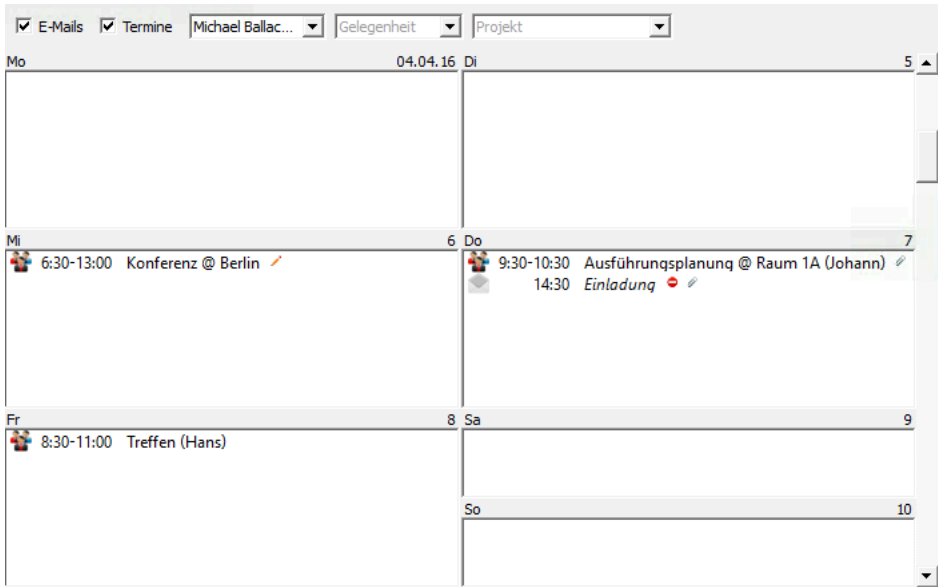 E-Mails Termine Michael Ballac... Gelegenheit Projekt
Mo 04.04.16 Di 5
Mi 6 Do 7
6:30-13:00 Konferenz @ Berlin 9:30-10:30 Ausführungsplanung @ Raum 1A (Johann)
14:30 Einladung
Fr 8 Sa 9
8:30-11:00 Treffen (Hans)
So 10